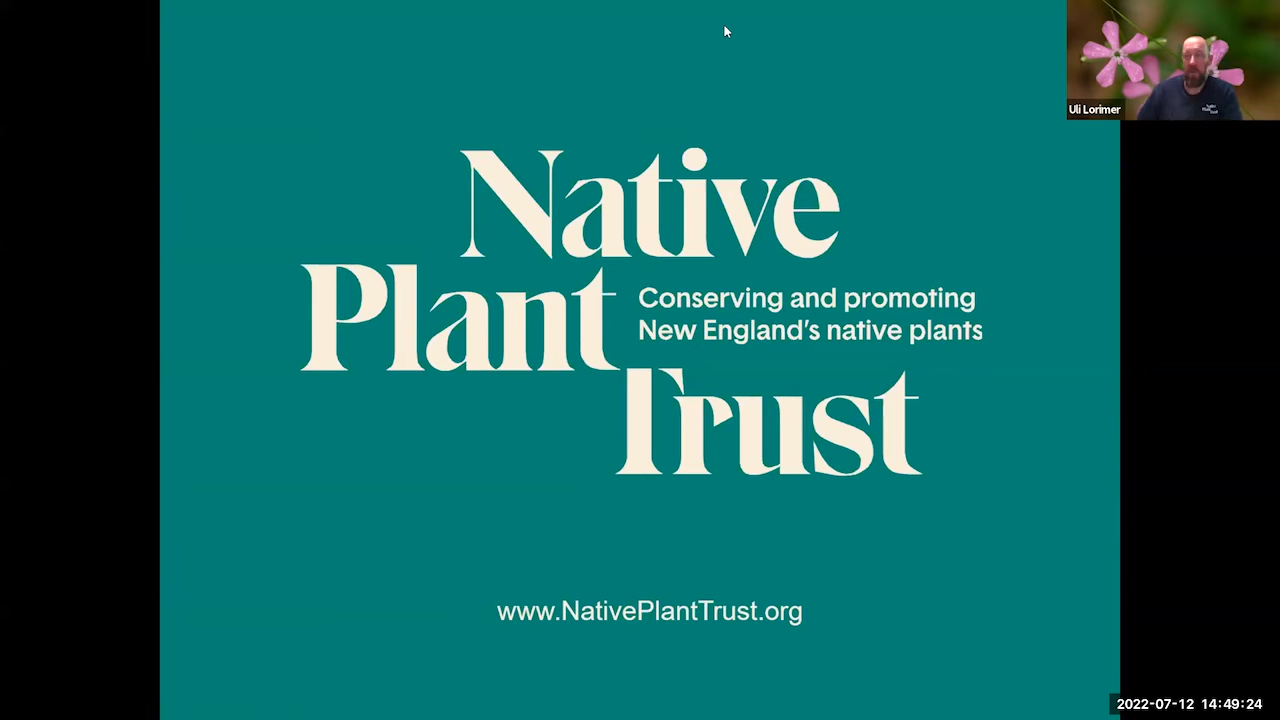 Native
Plant
Conserving and promoting
New England's native plants
Trust
www.NativePlantTrust.org
Uli Lorimer
2022-07-12 14:49:24